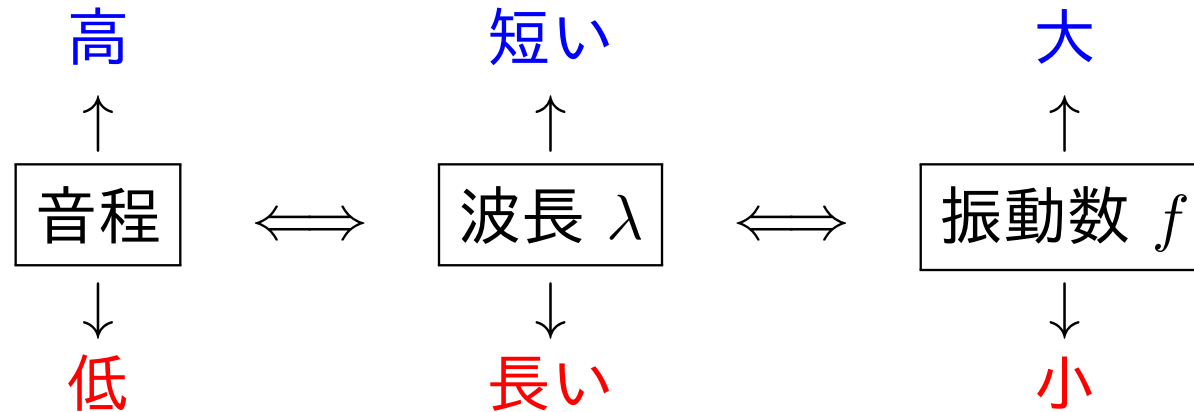 高 短い 大
音程 ⟺ 波長 λ ⟺ 振動数 f
低 長い 小